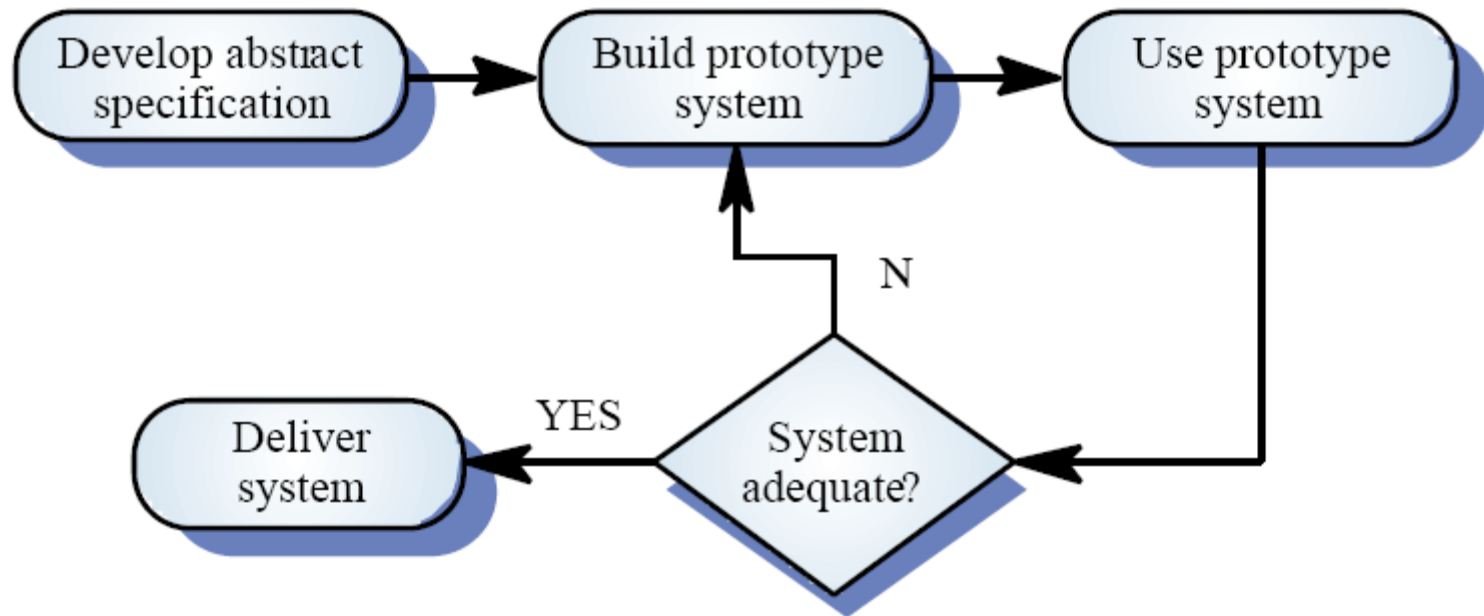 Develop abstract
specification
Build prototype
system
Use prototype
system
N
YES
Deliver
system
System
adequate?